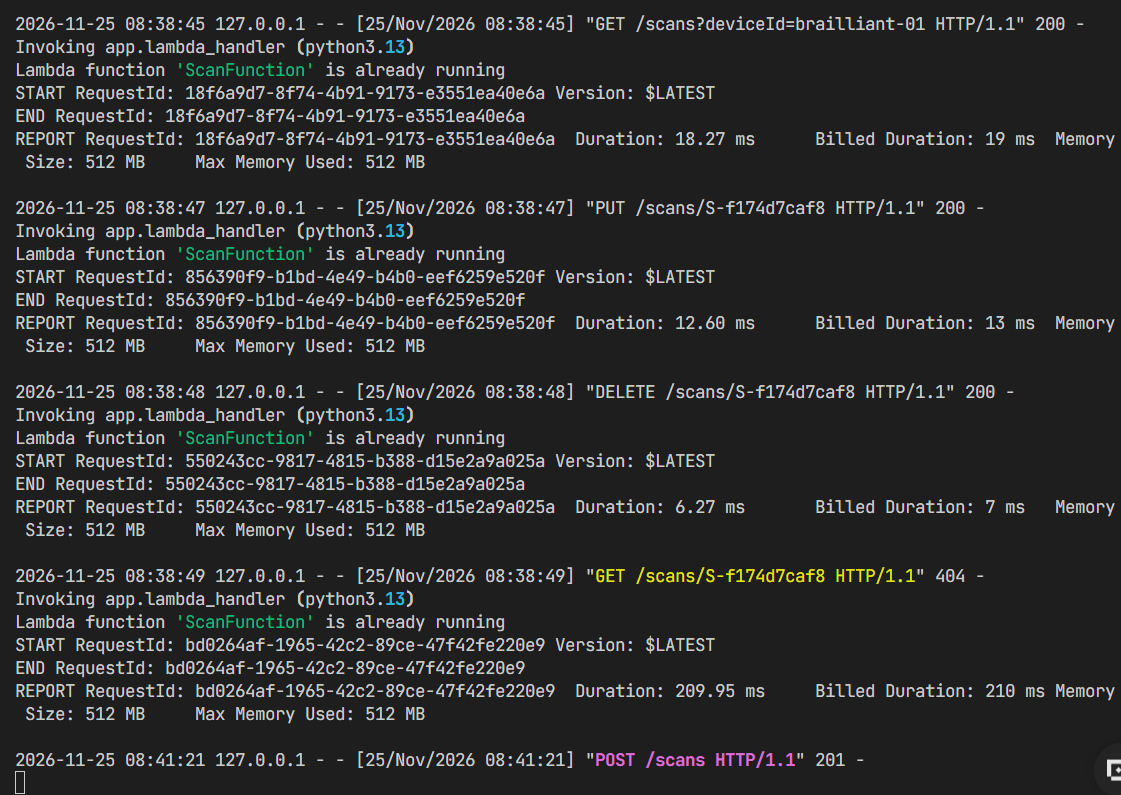 2026-11-25 08:38:45 127.0.0.1 - - [25/Nov/2026 08:38:45] "GET /scans?deviceId=brailliant-01 HTTP/1.1" 200 -
Invoking app.lambda_handler (python3.13)
Lambda function 'ScanFunction' is already running
START RequestId: 18f6a9d7-8f74-4b91-9173-e3551ea40e6a Version: $LATEST
END RequestId: 18f6a9d7-8f74-4b91-9173-e3551ea40e6a
REPORT RequestId: 18f6a9d7-8f74-4b91-9173-e3551ea40e6a  Duration: 18.27 ms      Billed Duration: 19 ms  Memory
 Size: 512 MB     Max Memory Used: 512 MB

2026-11-25 08:38:47 127.0.0.1 - - [25/Nov/2026 08:38:47] "PUT /scans/S-f174d7caf8 HTTP/1.1" 200 -
Invoking app.lambda_handler (python3.13)
Lambda function 'ScanFunction' is already running
START RequestId: 856390f9-b1bd-4e49-b4b0-eef6259e520f Version: $LATEST
END RequestId: 856390f9-b1bd-4e49-b4b0-eef6259e520f
REPORT RequestId: 856390f9-b1bd-4e49-b4b0-eef6259e520f  Duration: 12.60 ms      Billed Duration: 13 ms  Memory
 Size: 512 MB     Max Memory Used: 512 MB

2026-11-25 08:38:48 127.0.0.1 - - [25/Nov/2026 08:38:48] "DELETE /scans/S-f174d7caf8 HTTP/1.1" 200 -
Invoking app.lambda_handler (python3.13)
Lambda function 'ScanFunction' is already running
START RequestId: 550243cc-9817-4815-b388-d15e2a9a025a Version: $LATEST
END RequestId: 550243cc-9817-4815-b388-d15e2a9a025a
REPORT RequestId: 550243cc-9817-4815-b388-d15e2a9a025a  Duration: 6.27 ms       Billed Duration: 7 ms   Memory
 Size: 512 MB     Max Memory Used: 512 MB

2026-11-25 08:38:49 127.0.0.1 - - [25/Nov/2026 08:38:49] "GET /scans/S-f174d7caf8 HTTP/1.1" 404 -
Invoking app.lambda_handler (python3.13)
Lambda function 'ScanFunction' is already running
START RequestId: bd0264af-1965-42c2-89ce-47f42fe220e9 Version: $LATEST
END RequestId: bd0264af-1965-42c2-89ce-47f42fe220e9
REPORT RequestId: bd0264af-1965-42c2-89ce-47f42fe220e9  Duration: 209.95 ms     Billed Duration: 210 ms Memory
 Size: 512 MB     Max Memory Used: 512 MB

2026-11-25 08:41:21 127.0.0.1 - - [25/Nov/2026 08:41:21] "POST /scans HTTP/1.1" 201 -